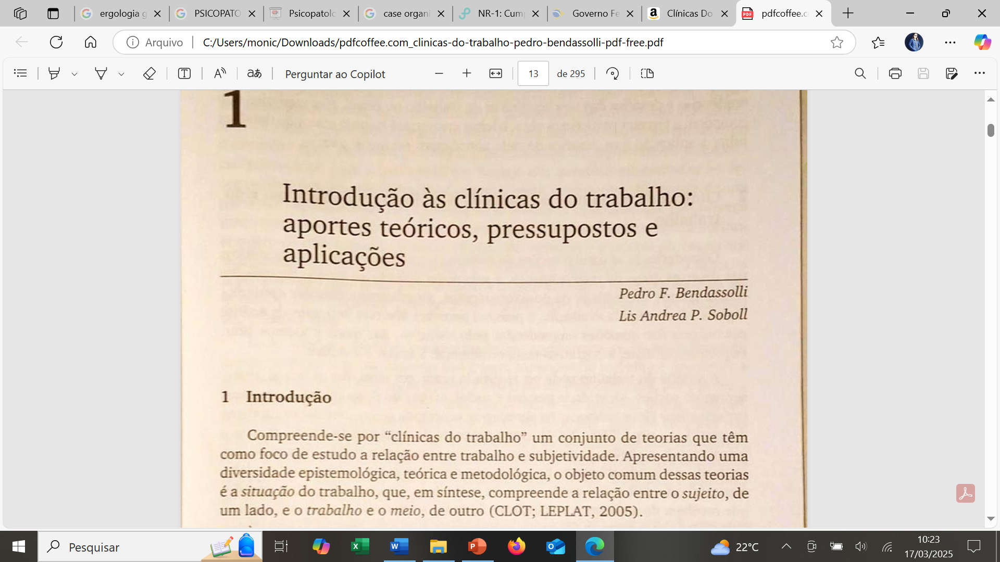 ergologia g
PSICOPATO
Psicopatolo
case organi
NR-1: Cump
Governo Fe
Clínicas Do
pdfcoffee.c
Arquivo
C:/Users/monic/Downloads/pdfcoffee.com_clinicas-do-trabalho-pedro-bendassolli-pdf-free.pdf
Perguntar ao Copilot
13 de 295
1
Introdução às clínicas do trabalho:
aportes teóricos, pressupostos e
aplicações
Pedro F. Bendassolli
Lis Andrea P. Soboll
1 Introdução
Compreende-se por “clínicas do trabalho” um conjunto de teorias que têm
como foco de estudo a relação entre trabalho e subjetividade. Apresentando uma
diversidade epistemológica, teórica e metodológica, o objeto comum dessas teorias
é a situação do trabalho, que, em síntese, compreende a relação entre o sujeito, de
um lado, e o trabalho e o meio, de outro (CLOT; LEPLAT, 2005).
Pesquisar
22°C
10:23
17/03/2025